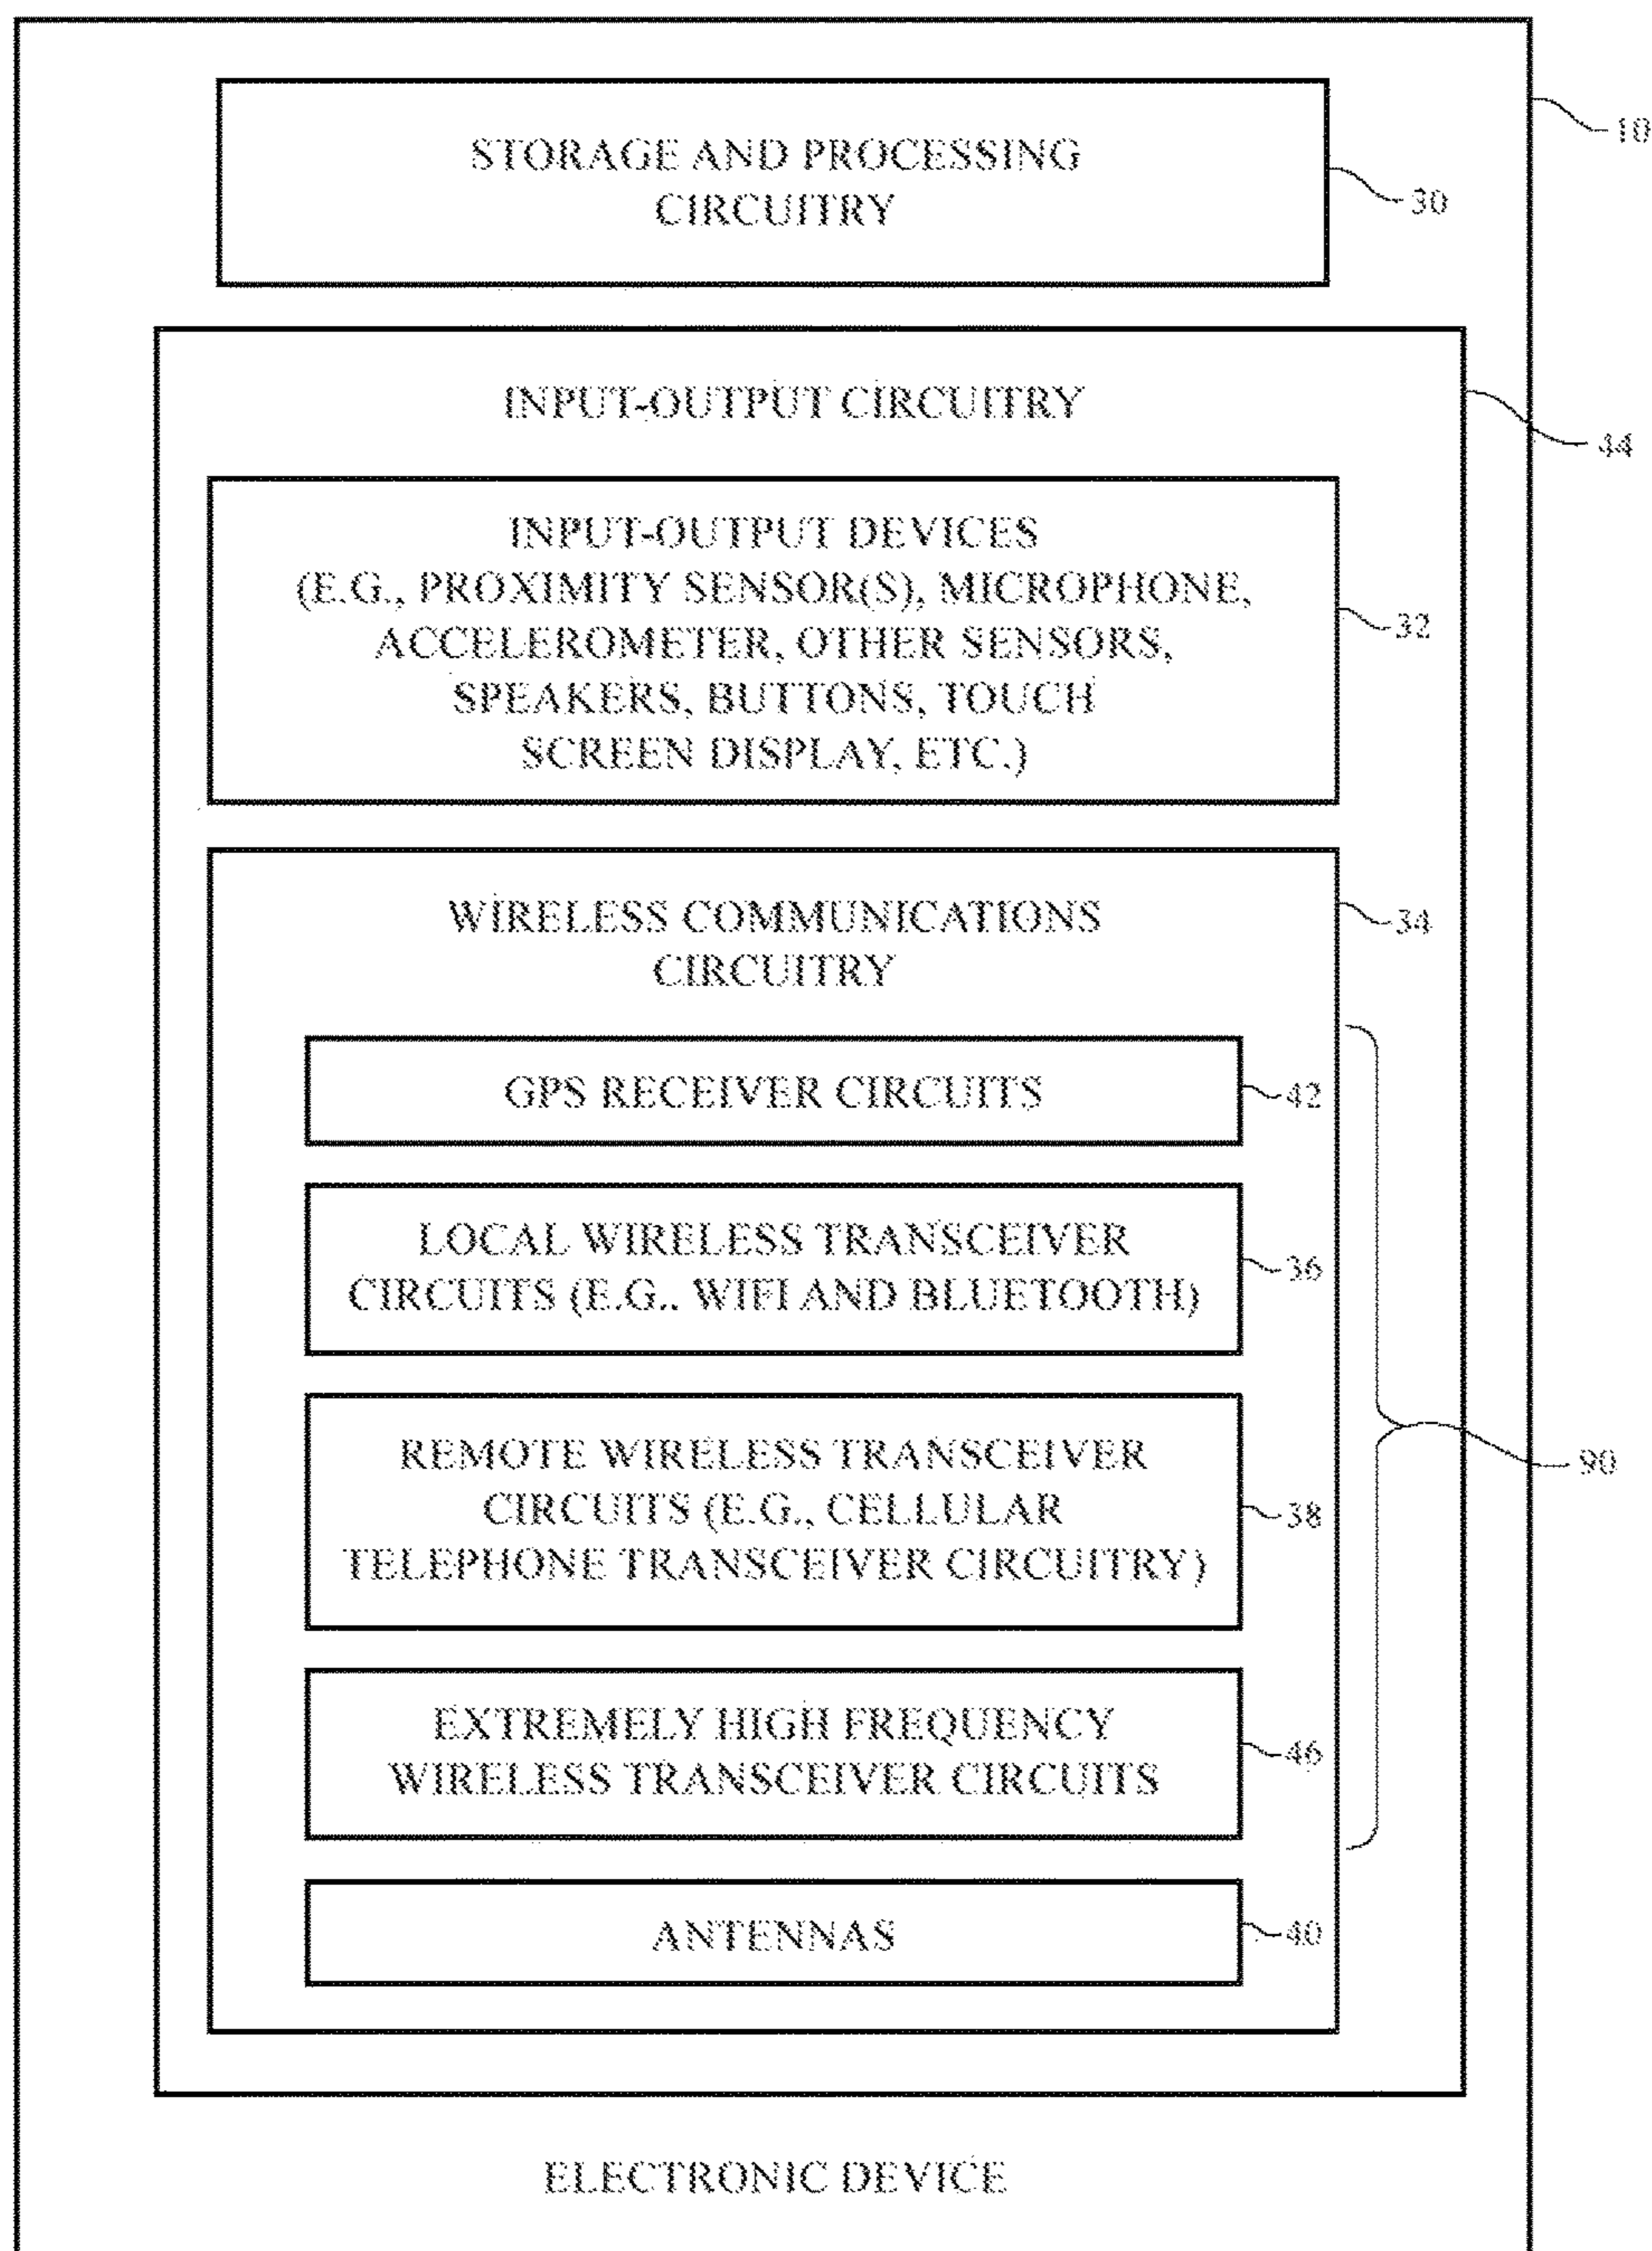 10
STORAGE AND PROCESSING
CIRCUITRY
30
INPUT-OUTPUT CIRCUITRY
44
INPUT-OUTPUT DEVICES
(E.G., PROXIMITY SENSOR(S), MICROPHONE,
ACCELEROMETER, OTHER SENSORS,
SPEAKERS, BUTTONS, TOUCH
SCREEN DISPLAY, ETC.)
32
WIRELESS COMMUNICATIONS
CIRCUITRY
34
GPS RECEIVER CIRCUITS
42
LOCAL WIRELESS TRANSCEIVER
CIRCUITS (E.G.. WIFI AND BLUETOOTH)
36
REMOTE WIRELESS TRANSCEIVER
CIRCUITS (E.G., CELLULAR
TELEPHONE TRANSCEIVER CIRCUITRY)
38
90
EXTREMELY HIGH FREQUENCY
WIRELESS TRANSCEIVER CIRCUITS
46
ANTENNAS
40
ELECTRONIC DEVICE